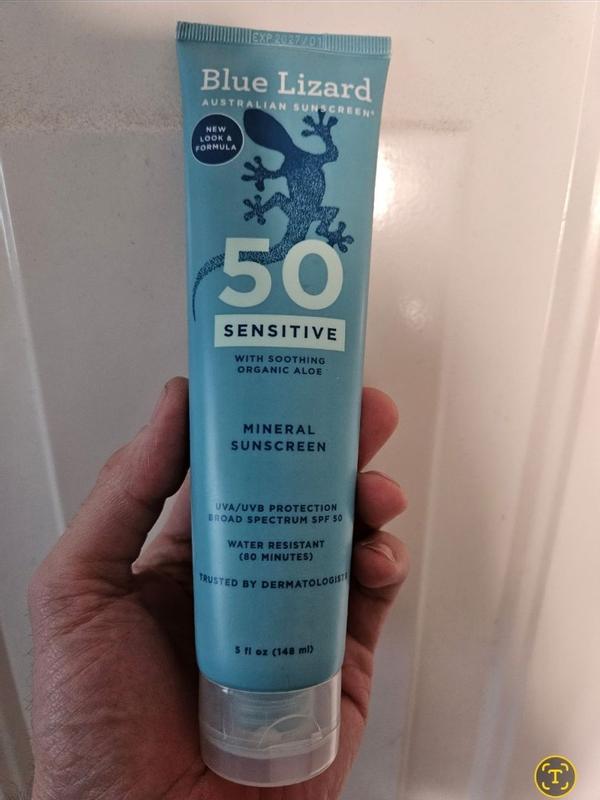 EXP 2027/01
Blue Lizard
AUSTRALIAN SUNSCREEN®
NEW
LOOK &
FORMULA
50
SENSITIVE
WITH SOOTHING
ORGANIC ALOE
MINERAL
SUNSCREEN
UVA/UVB PROTECTION
BROAD SPECTRUM SPF 50
WATER RESISTANT
(80 MINUTES)
TRUSTED BY DERMATOLOGISTS
5 fl oz (148 ml)
T